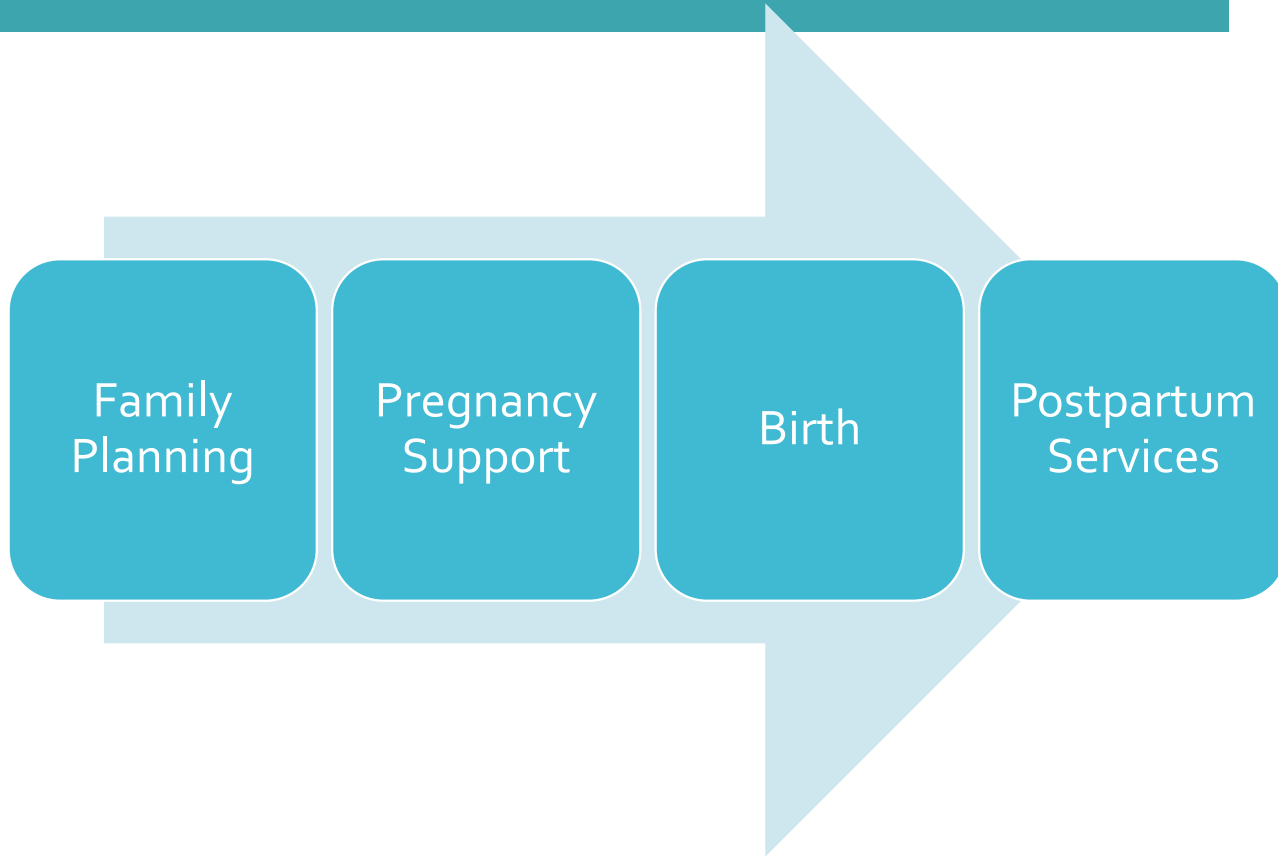 Family
Planning
Pregnancy
Support
Birth
Postpartum
Services